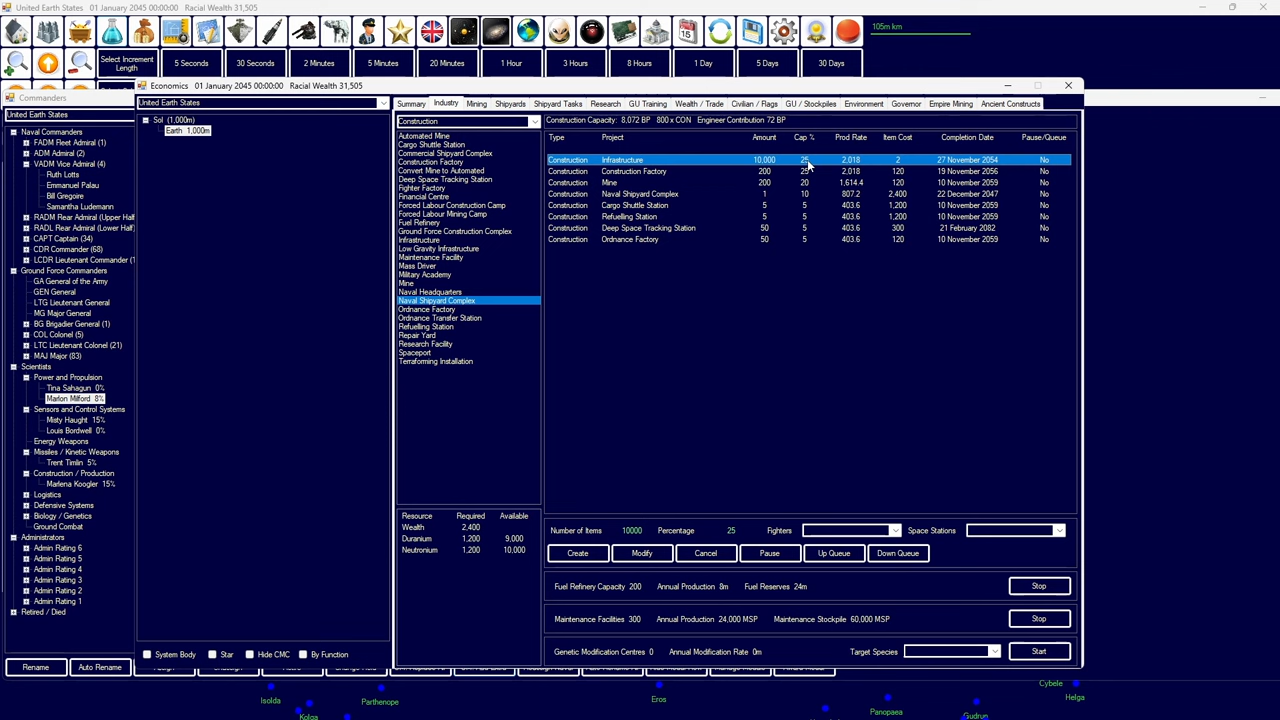 United Earth States 01 January 2045 00:00:00 Racial Wealth 31,505
105m km
Select Increment Length
5 Seconds
30 Seconds
2 Minutes
5 Minutes
20 Minutes
1 Hour
3 Hours
8 Hours
1 Day
5 Days
30 Days
Commanders
United Earth States
Naval Commanders
FADM Fleet Admiral (1)
ADM Admiral (2)
VADM Vice Admiral (4)
Ruth Lotts
Emmanuel Palau
Bill Gregoire
Samantha Ludemann
RADM Rear Admiral (Upper Half
RADL Rear Admiral (Lower Half)
CAPT Captain (34)
CDR Commander (68)
LCDR Lieutenant Commander (1
Ground Force Commanders
GA General of the Army
GEN General
LTG Lieutenant General
MG Major General
BG Brigadier General (1)
COL Colonel (5)
LTC Lieutenant Colonel (21)
MAJ Major (83)
Scientists
Power and Propulsion
Tina Sahagun 0%
Marlon Milford 8%
Sensors and Control Systems
Misty Haught 15%
Louis Bordwell 0%
Energy Weapons
Missiles / Kinetic Weapons
Trent Timlin 5%
Construction / Production
Marlena Koogler 15%
Logistics
Defensive Systems
Biology / Genetics
Ground Combat
Administrators
Admin Rating 6
Admin Rating 5
Admin Rating 4
Admin Rating 3
Admin Rating 2
Admin Rating 1
Retired / Died
Rename
Auto Rename
Economics 01 January 2045 00:00:00 Racial Wealth 31,505
United Earth States
Sol (1,000m)
Earth 1,000m
System Body
Star
Hide CMC
By Function
Summary Industry Mining Shipyards Shipyard Tasks Research GU Training Wealth / Trade Civilian / Flags GU / Stockpiles Environment Governor Empire Mining Ancient Constructs
Construction
Automated Mine
Cargo Shuttle Station
Commercial Shipyard Complex
Construction Factory
Convert Mine to Automated
Deep Space Tracking Station
Fighter Factory
Financial Centre
Forced Labour Construction Camp
Forced Labour Mining Camp
Fuel Refinery
Ground Force Construction Complex
Infrastructure
Low Gravity Infrastructure
Maintenance Facility
Mass Driver
Military Academy
Mine
Naval Headquarters
Naval Shipyard Complex
Ordnance Factory
Ordnance Transfer Station
Refuelling Station
Repair Yard
Research Facility
Spaceport
Terraforming Installation
Resource Required Available
Wealth 2,400
Duranium 1,200 9,000
Neutronium 1,200 10,000
Construction Capacity: 8,072 BP 800 x CON Engineer Contribution 72 BP
Type Project Amount Cap % Prod Rate Item Cost Completion Date Pause/Queue
Construction Infrastructure 10,000 25 2,018 2 27 November 2054 No
Construction Construction Factory 200 25 2,018 120 19 November 2056 No
Construction Mine 200 20 1,614.4 120 10 November 2059 No
Construction Naval Shipyard Complex 1 10 807.2 2,400 22 December 2047 No
Construction Cargo Shuttle Station 5 5 403.6 1,200 10 November 2059 No
Construction Refuelling Station 5 5 403.6 1,200 10 November 2059 No
Construction Deep Space Tracking Station 50 5 403.6 300 21 February 2082 No
Construction Ordnance Factory 50 5 403.6 120 10 November 2059 No
Number of Items 10000 Percentage 25 Fighters Space Stations
Create
Modify
Cancel
Pause
Up Queue
Down Queue
Fuel Refinery Capacity 200 Annual Production 8m Fuel Reserves 24m
Stop
Maintenance Facilities 300 Annual Production 24,000 MSP Maintenance Stockpile 60,000 MSP
Stop
Genetic Modification Centres 0 Annual Modification Rate 0m Target Species
Start
Isolda
Kolga
Parthenope
Eros
Panopaea
Gudrun
Cybele
Helga